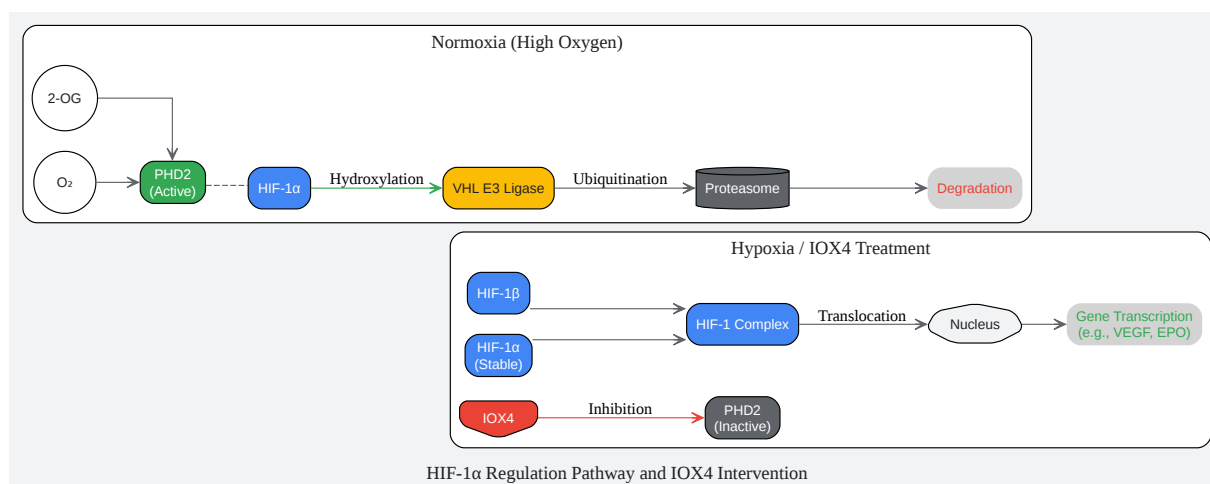 Normoxia (High Oxygen)
2-OG
O₂
PHD2
(Active)
HIF-1α
Hydroxylation
VHL E3 Ligase
Ubiquitination
Proteasome
Degradation
Hypoxia / IOX4 Treatment
HIF-1β
HIF-1α
(Stable)
HIF-1 Complex
Translocation
Nucleus
Gene Transcription
(e.g., VEGF, EPO)
IOX4
Inhibition
PHD2
(Inactive)
HIF-1α Regulation Pathway and IOX4 Intervention